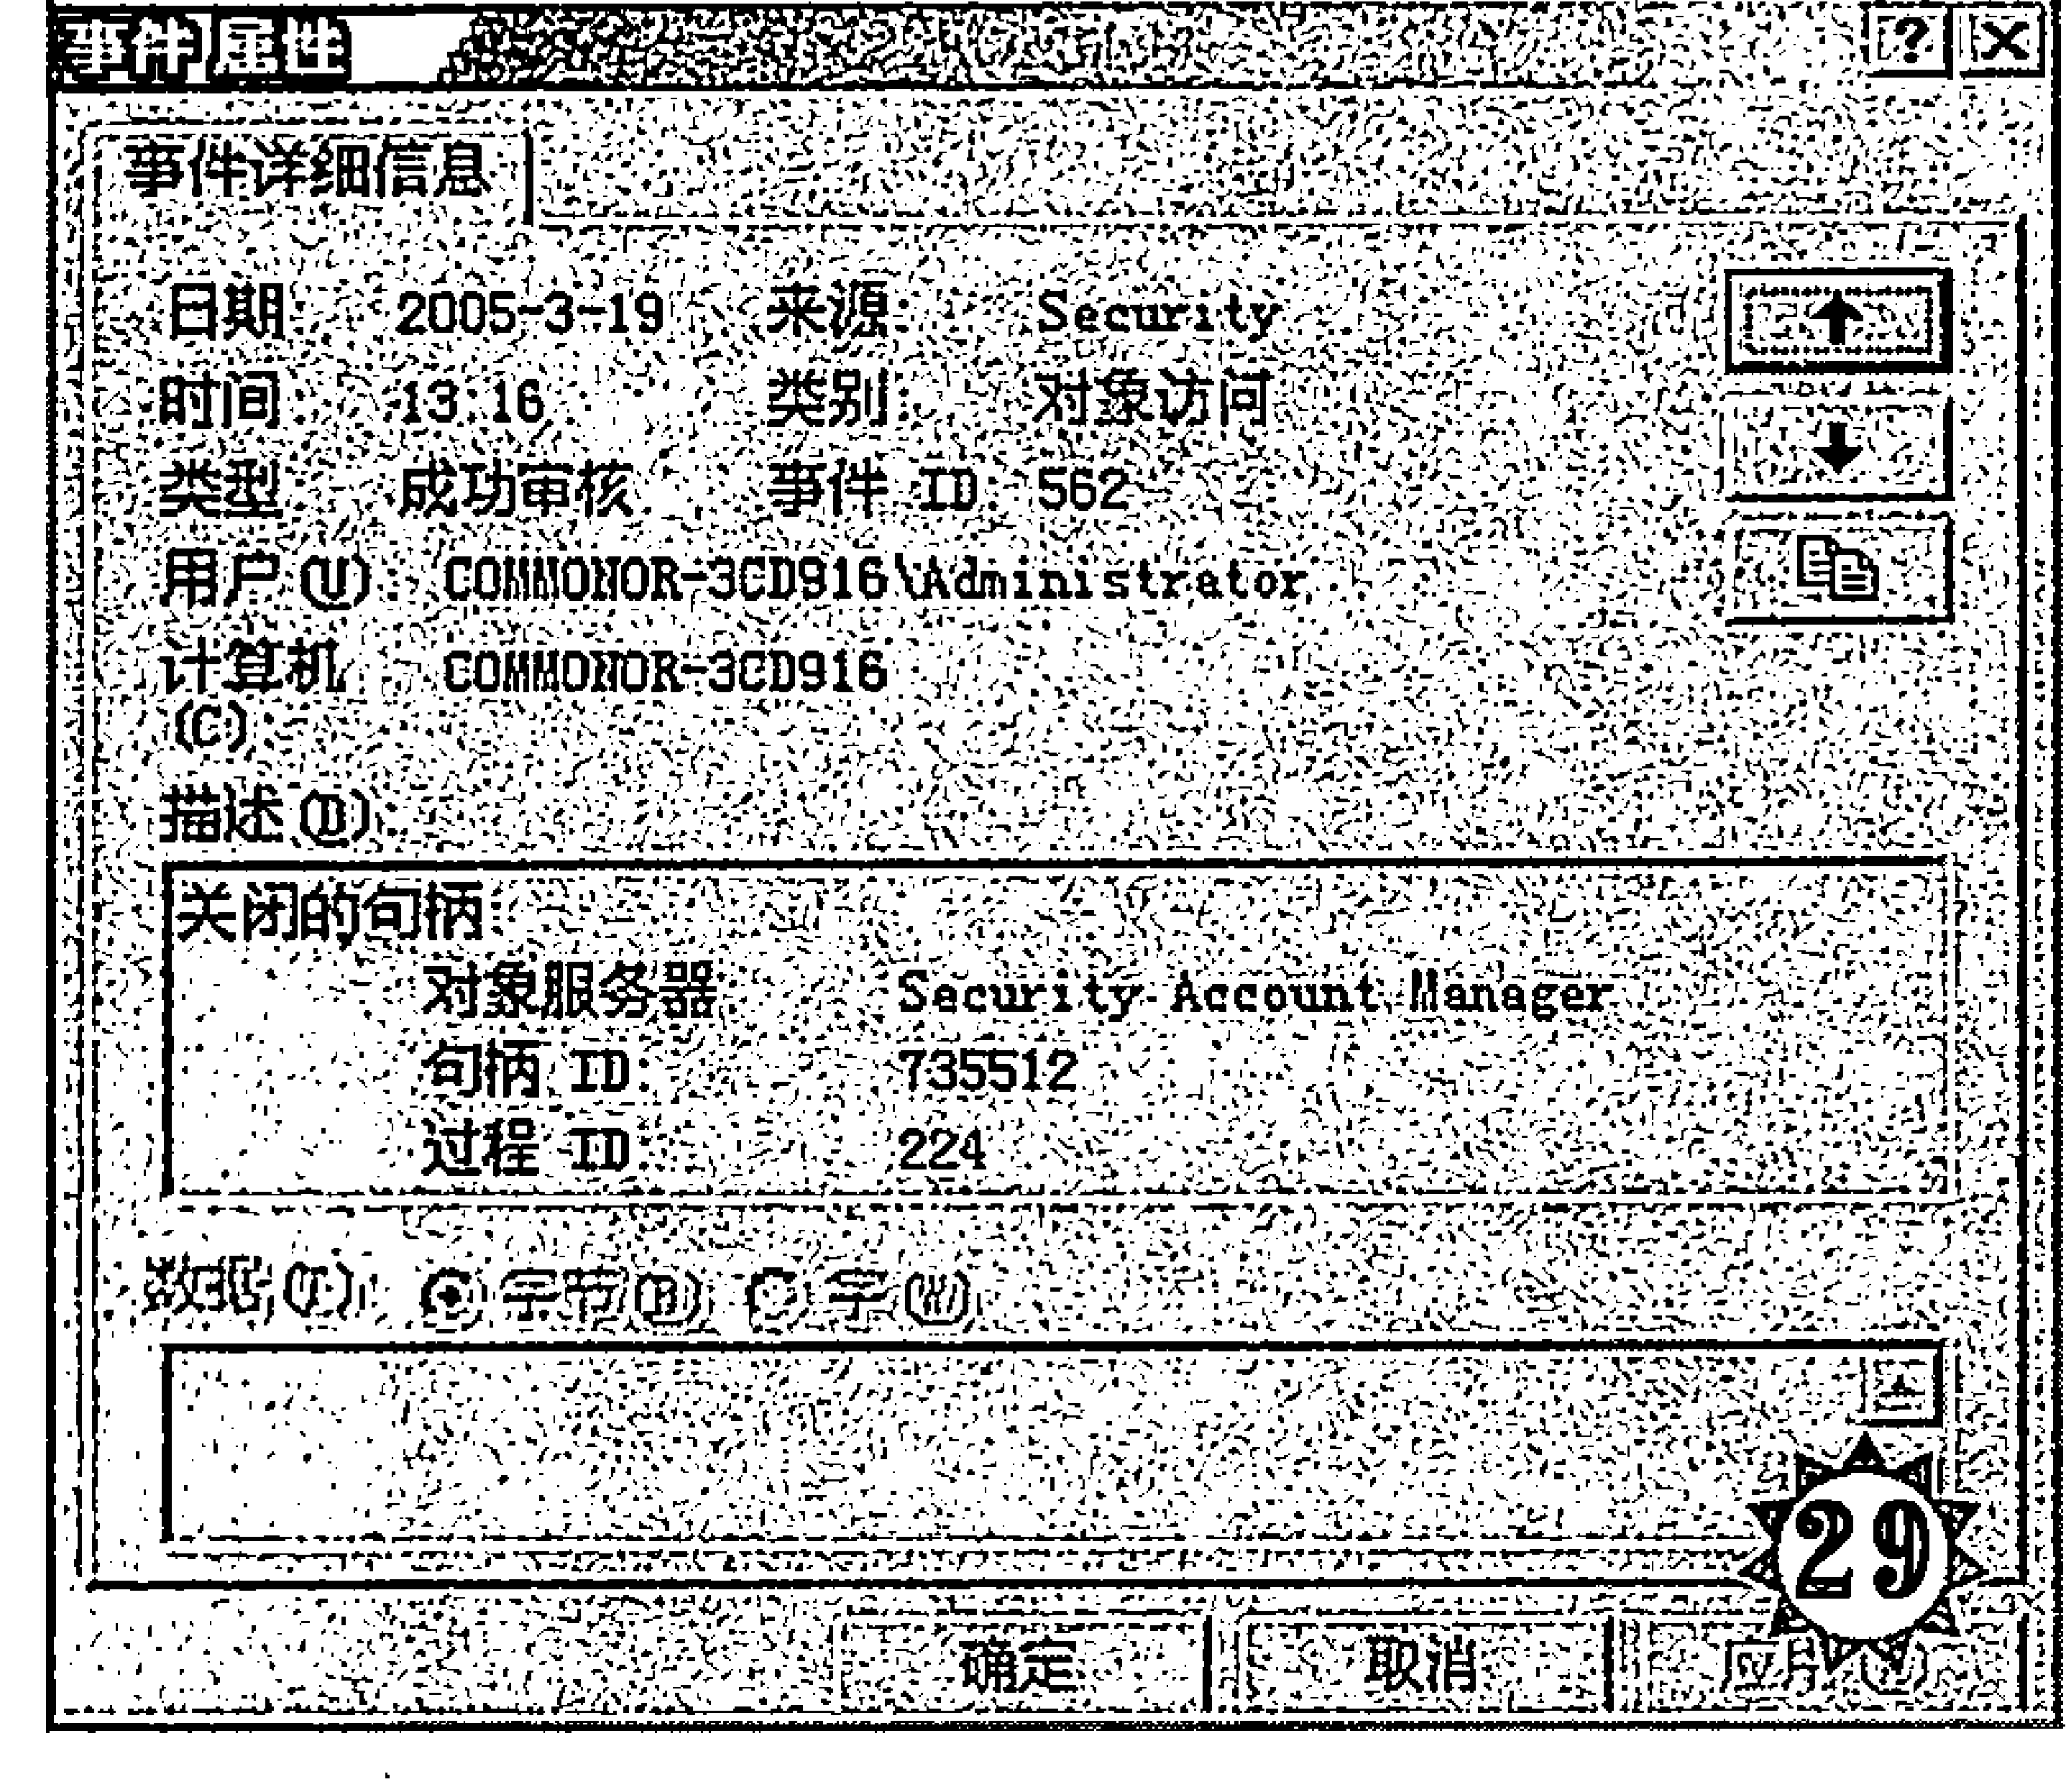 事件 属性
事件详细信息
日期: 2005-3-19 来源: Security
时间: 13:16 类别: 对象访问
类型 成功审核 事件 ID: 562
用户(U): COMMONOR-3CD916\Administrator
计算机 COMMONOR-3CD916
(C):
描述(D):
关闭的句柄:
对象服务器: Security Account Manager
句柄 ID: 735512
过程 ID: 224
数据(T): 字节(B) 字(W)
29
确定 取消 应用(A)